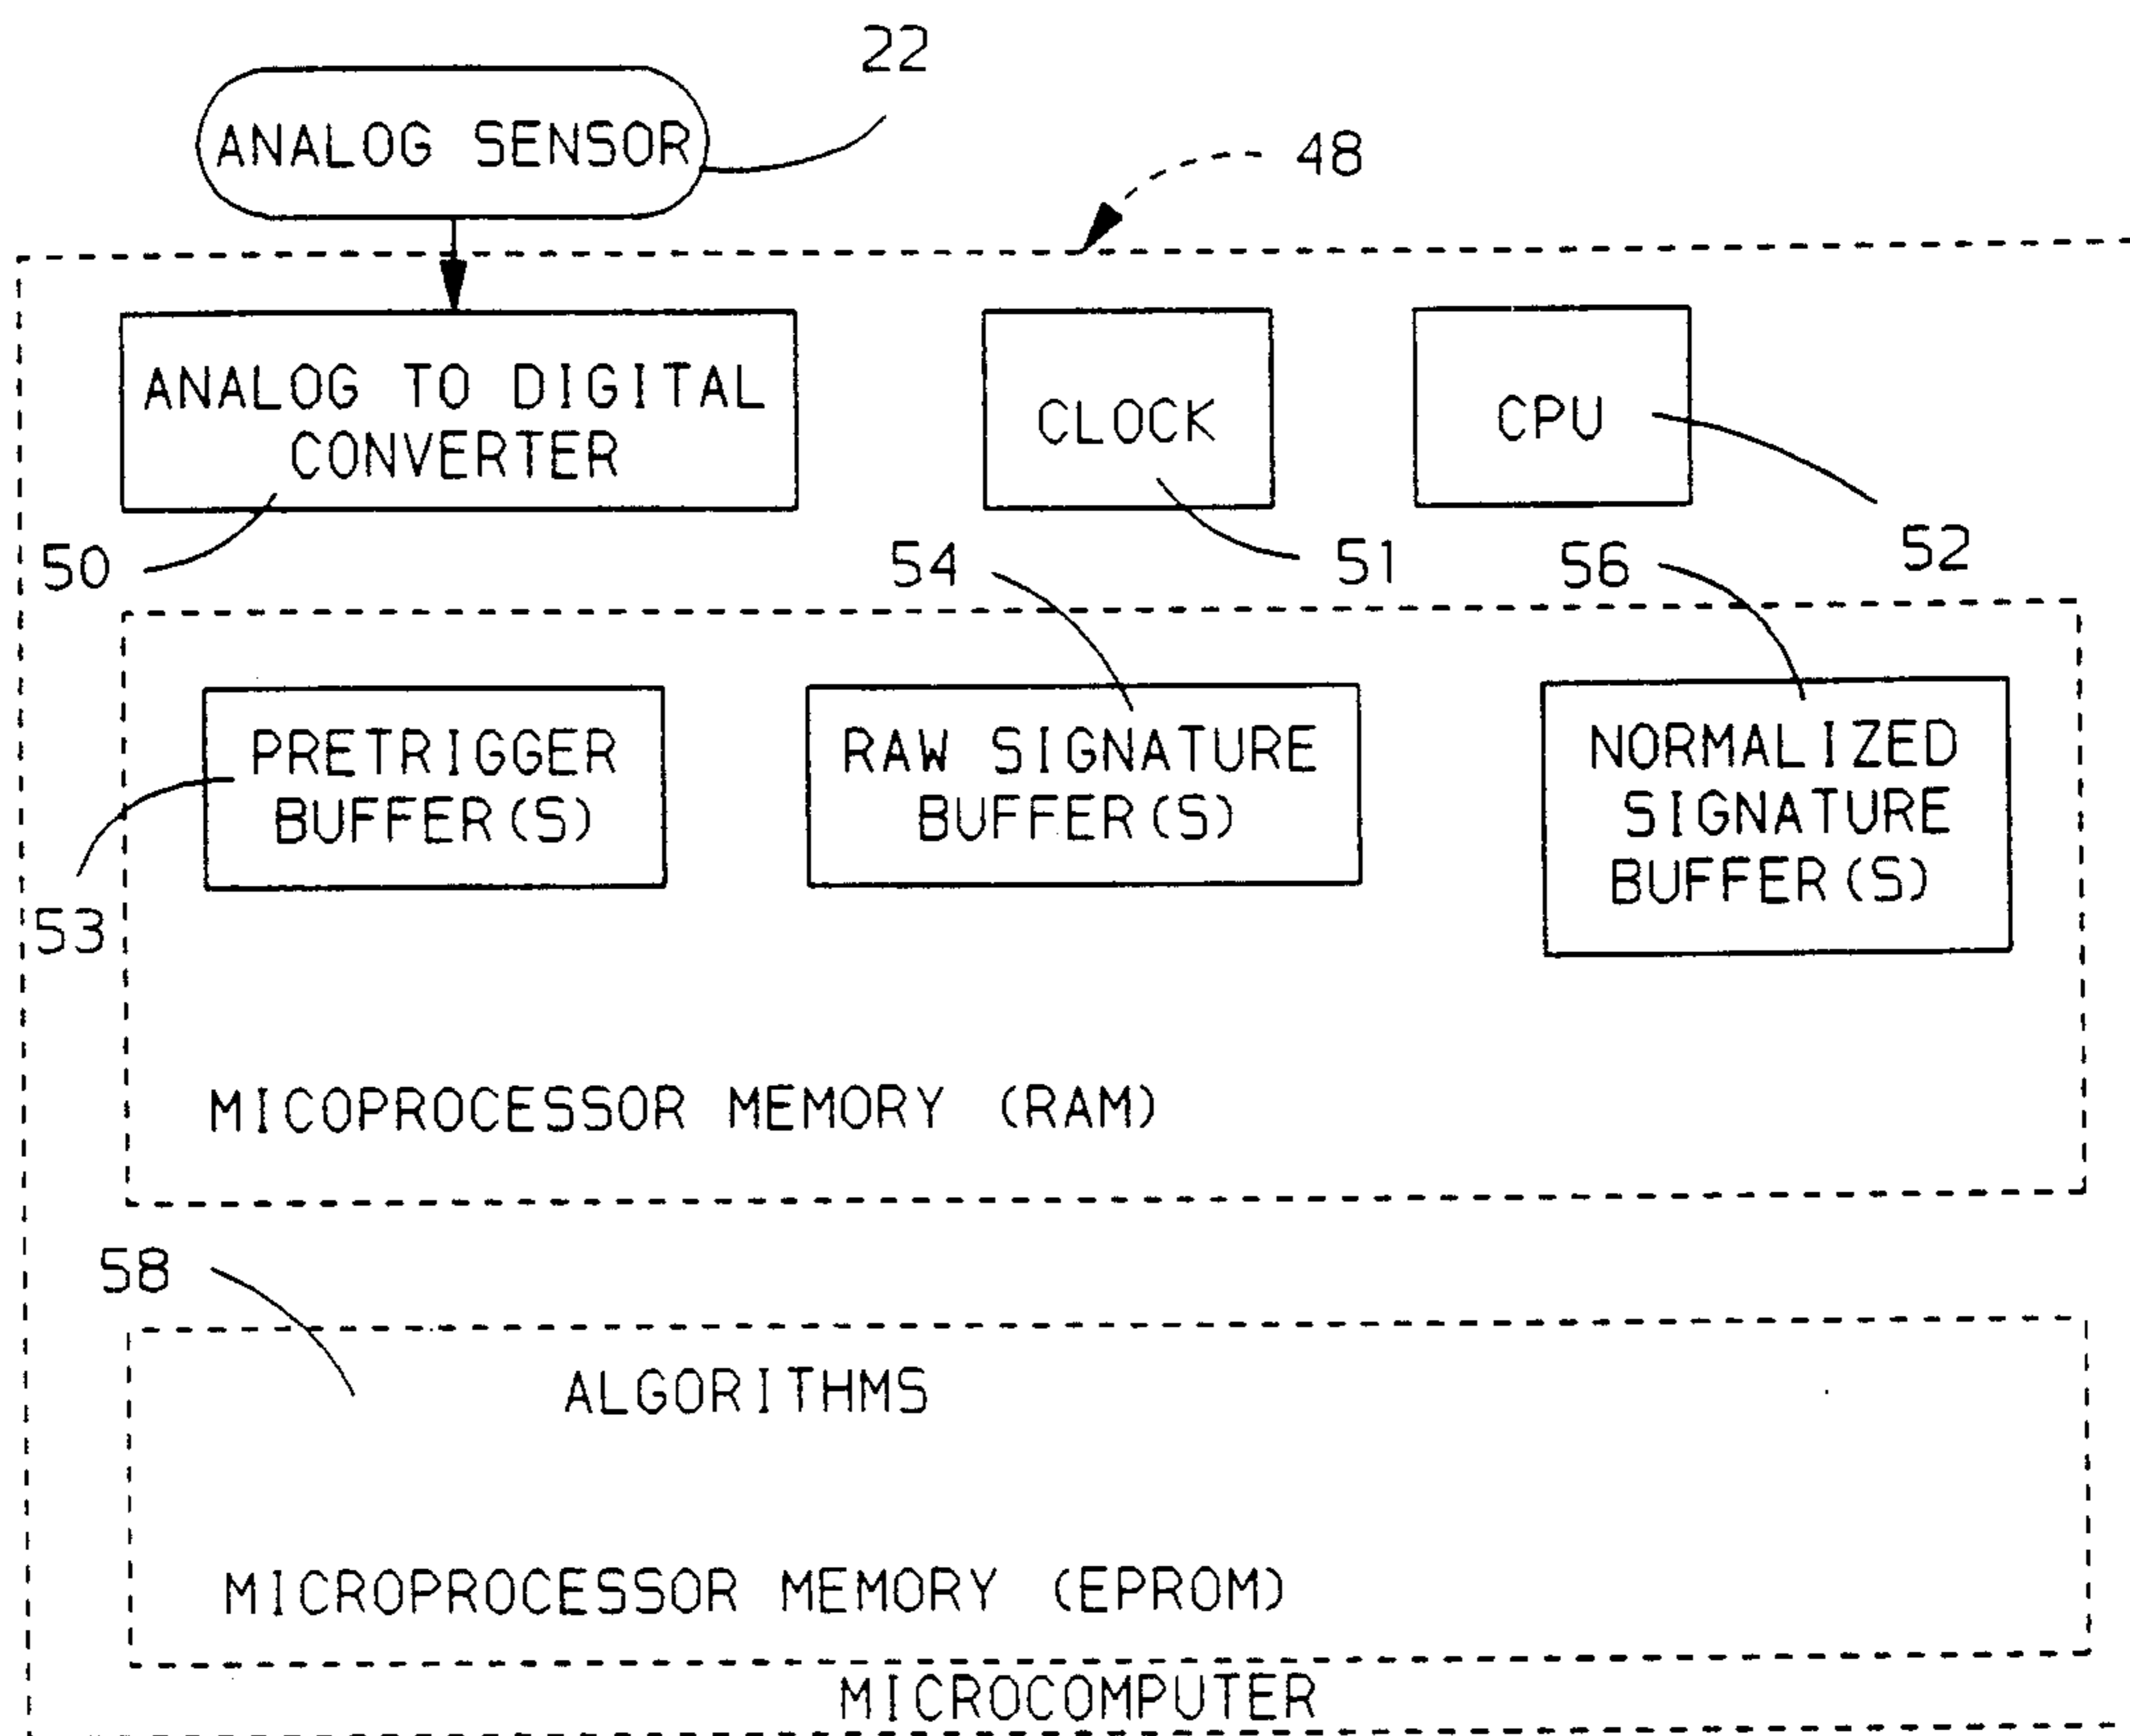 22
ANALOG SENSOR
48
ANALOG TO DIGITAL
CONVERTER
CLOCK
CPU
50
54
51
56
52
PRETRIGGER
BUFFER(S)
RAW SIGNATURE
BUFFER(S)
NORMALIZED
SIGNATURE
BUFFER(S)
53
MICOPROCESSOR MEMORY (RAM)
58
ALGORITHMS
MICROPROCESSOR MEMORY (EPROM)
MICROCOMPUTER